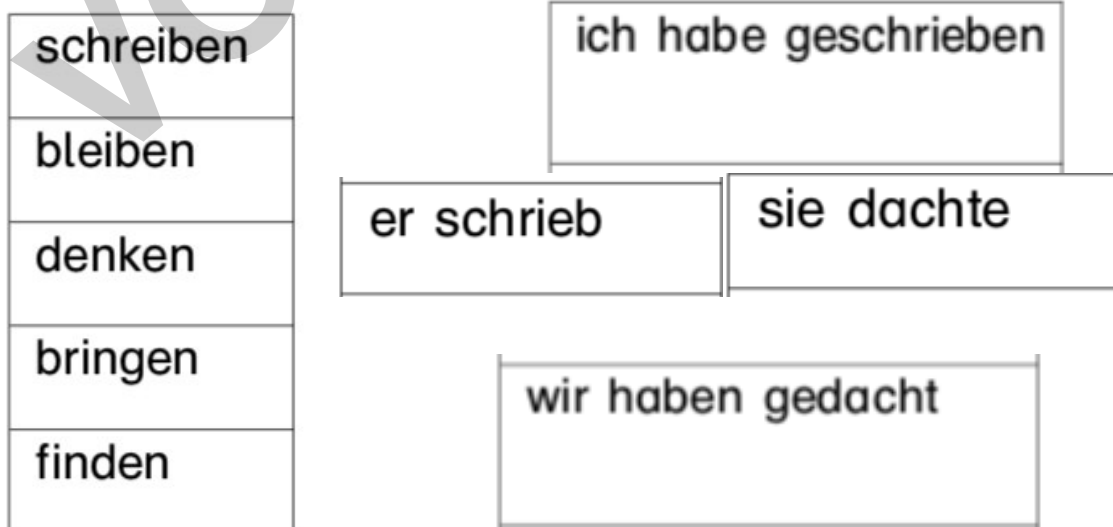 schreiben
bleiben
denken
bringen
finden
ich habe geschrieben
er schrieb
sie dachte
wir haben gedacht